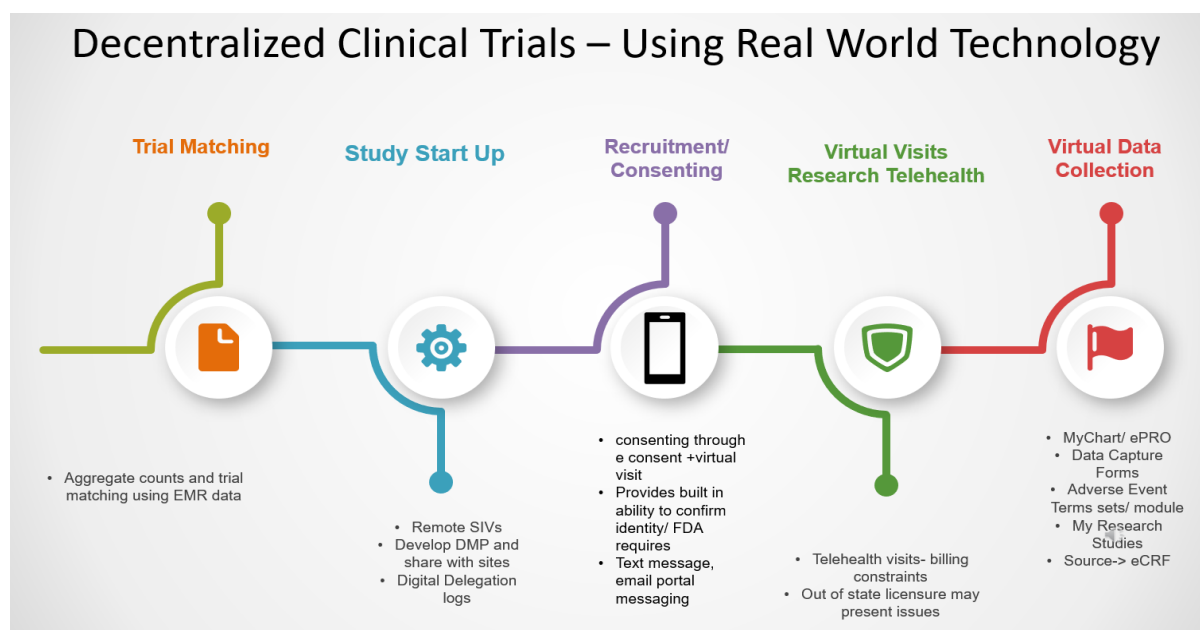 Decentralized Clinical Trials – Using Real World Technology
Trial Matching
• Aggregate counts and trial
matching using EMR data
Study Start Up
• Remote SIVs
• Develop DMP and
share with sites
• Digital Delegation
logs
Recruitment/
Consenting
• consenting through
e consent +virtual
visit
• Provides built in
ability to confirm
identity/ FDA
requires
• Text message,
email portal
messaging
Virtual Visits
Research Telehealth
• Telehealth visits- billing
constraints
• Out of state licensure may
present issues
Virtual Data
Collection
• MyChart/ ePRO
• Data Capture
Forms
• Adverse Event
Terms sets/ module
• My Research
Studies
• Source-> eCRF